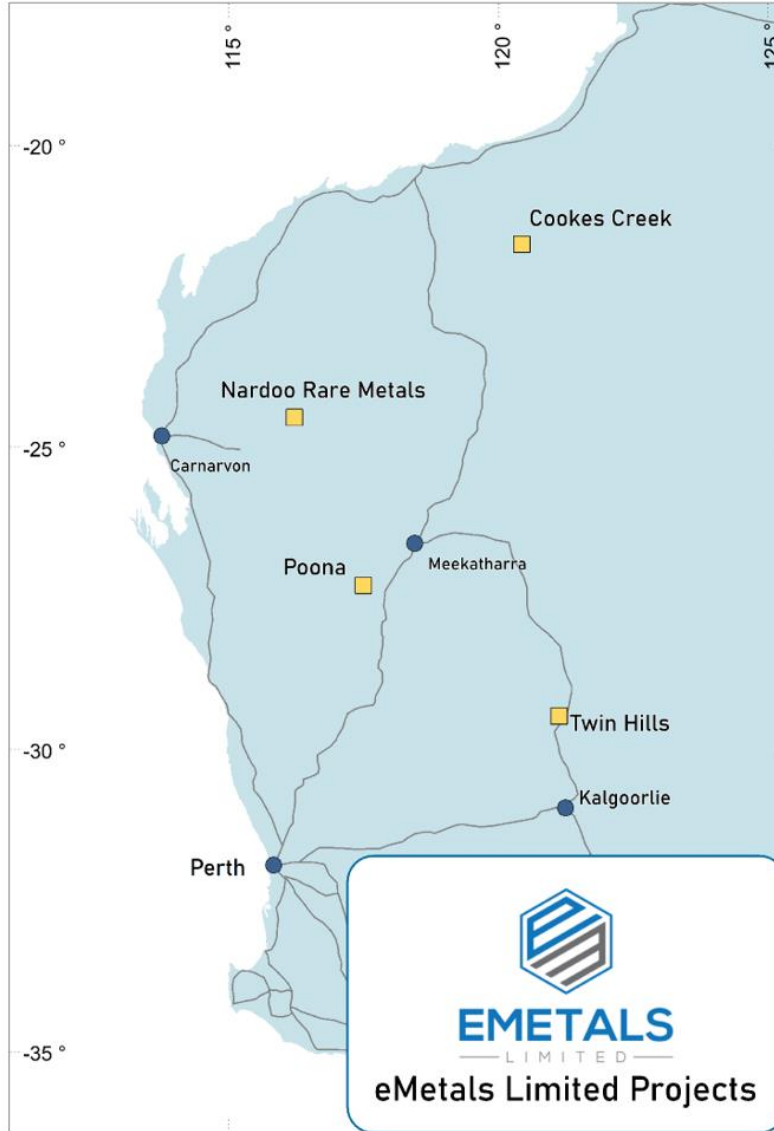 115 °
120 °
125 °
-20 °
Cookes Creek
Nardoo Rare Metals
-25 °
Carnarvon
Poona
Meekatharra
Twin Hills
-30 °
Kalgoorlie
Perth
EMETALS
LIMITED
-35 °
eMetals Limited Projects